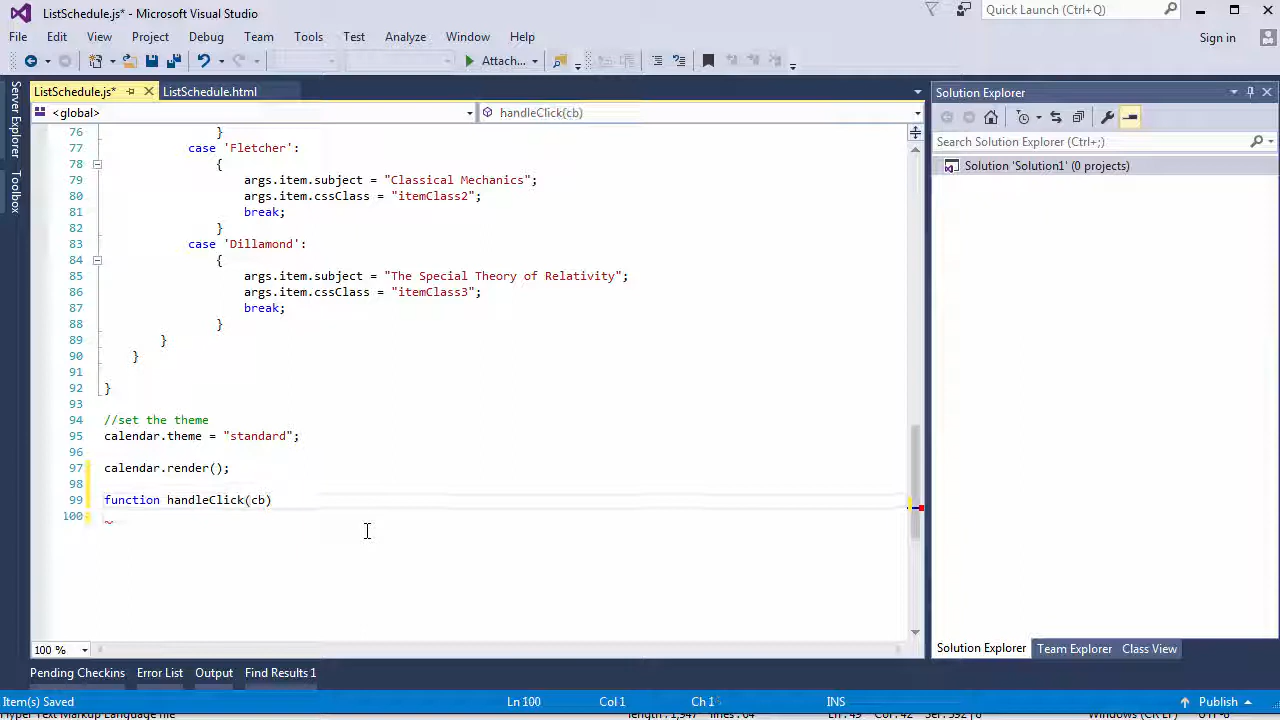 ListSchedule.js* - Microsoft Visual Studio
Quick Launch (Ctrl+Q)
File Edit View Project Debug Team Tools Test Analyze Window Help
Sign in
Attach...
Server Explorer
Toolbox
ListSchedule.js*
ListSchedule.html
<global>
handleClick(cb)
76 }
77 case 'Fletcher':
78 {
79 args.item.subject = "Classical Mechanics";
80 args.item.cssClass = "itemClass2";
81 break;
82 }
83 case 'Dillamond':
84 {
85 args.item.subject = "The Special Theory of Relativity";
86 args.item.cssClass = "itemClass3";
87 break;
88 }
89 }
90 }
91
92 }
93
94 //set the theme
95 calendar.theme = "standard";
96
97 calendar.render();
98
99 function handleClick(cb)
100
100 %
Solution Explorer
Search Solution Explorer (Ctrl+;)
Solution 'Solution1' (0 projects)
Solution Explorer Team Explorer Class View
Pending Checkins Error List Output Find Results 1
Item(s) Saved Ln 100 Col 1 Ch 1 INS Publish